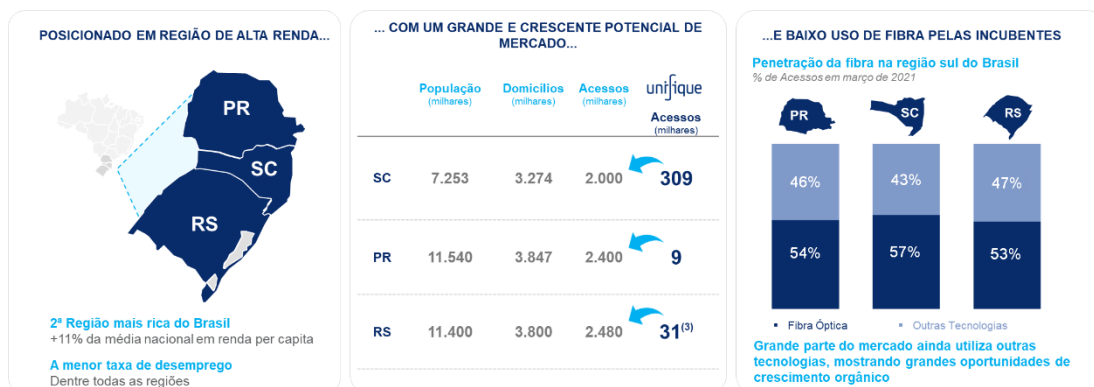 POSICIONADO EM REGIÃO DE ALTA RENDA...
PR
SC
RS
2ª Região mais rica do Brasil
+11% da média nacional em renda per capita
A menor taxa de desemprego
Dentre todas as regiões
... COM UM GRANDE E CRESCENTE POTENCIAL DE
MERCADO...
População Domicílios Acessos unifique
(milhares) (milhares) (milhares) Acessos
(milhares)
SC 7.253 3.274 2.000 309
PR 11.540 3.847 2.400 9
RS 11.400 3.800 2.480 31(3)
...E BAIXO USO DE FIBRA PELAS INCUBENTES
Penetração da fibra na região sul do Brasil
% de Acessos em março de 2021
PR SC RS
46% 43% 47%
54% 57% 53%
Fibra Óptica Outras Tecnologias
Grande parte do mercado ainda utiliza outras
tecnologias, mostrando grandes oportunidades de
crescimento orgânico